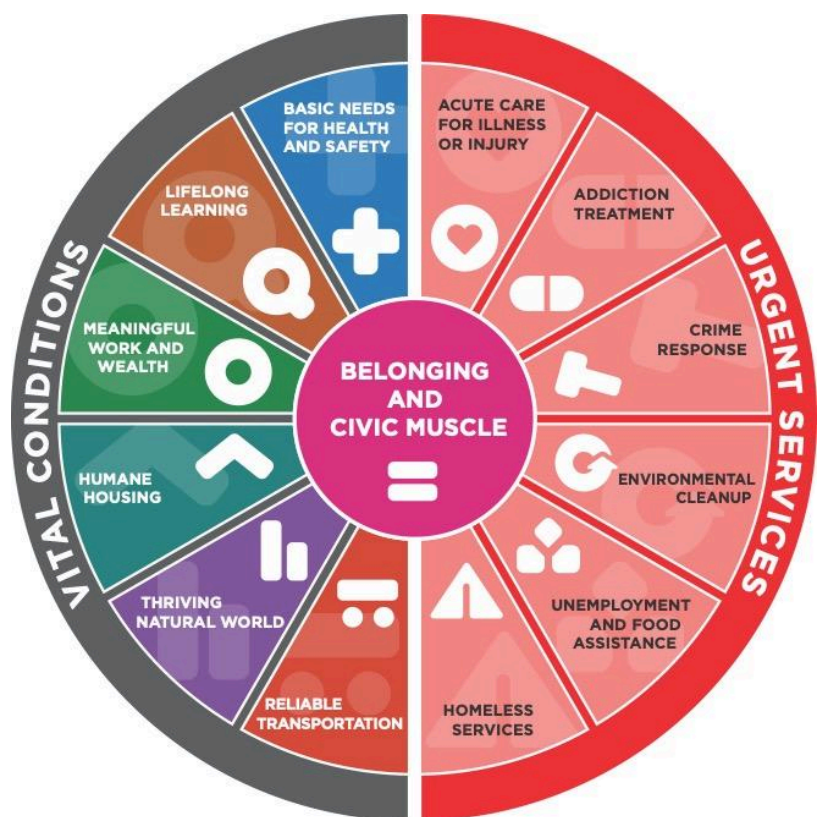 VITAL CONDITIONS
BASIC NEEDS
FOR HEALTH
AND SAFETY
LIFELONG
LEARNING
MEANINGFUL
WORK AND
WEALTH
HUMANE
HOUSING
THRIVING
NATURAL WORLD
RELIABLE
TRANSPORTATION
BELONGING
AND
CIVIC MUSCLE
URGENT SERVICES
ACUTE CARE
FOR ILLNESS
OR INJURY
ADDICTION
TREATMENT
CRIME
RESPONSE
ENVIRONMENTAL
CLEANUP
UNEMPLOYMENT
AND FOOD
ASSISTANCE
HOMELESS
SERVICES